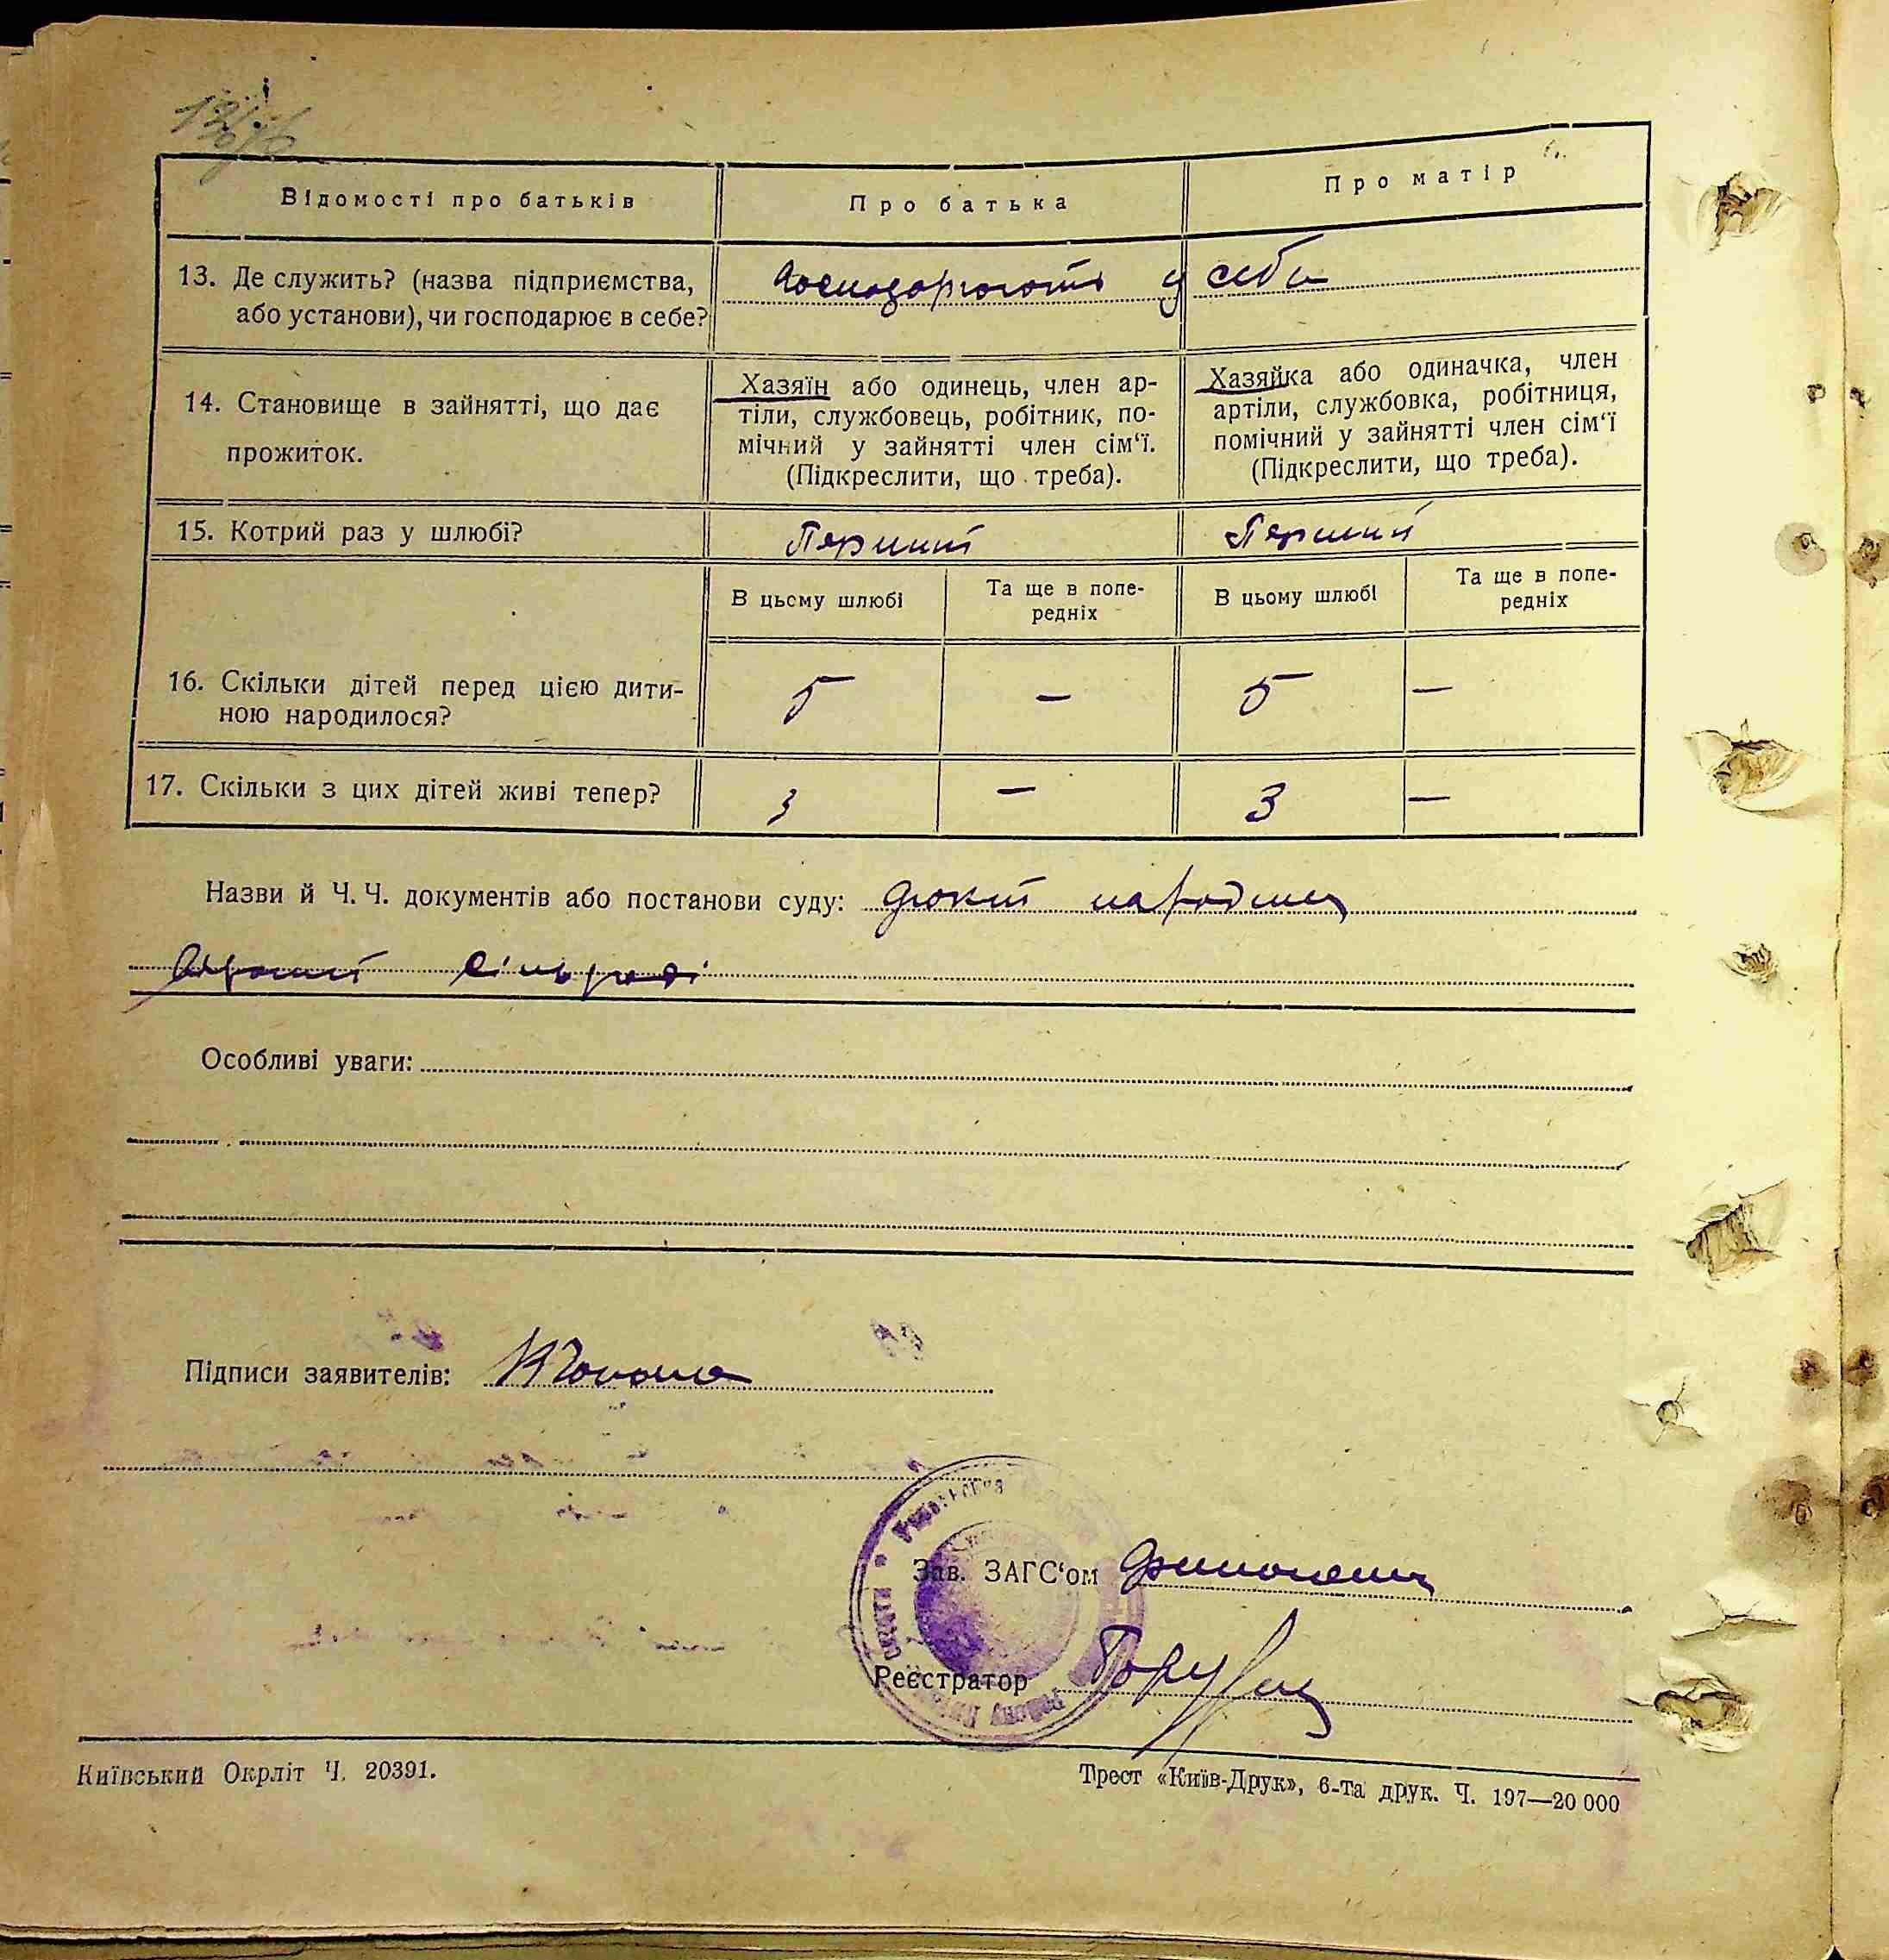 Відомості про батьків
Про батька
Про матір
13. Де служить? (назва підприємства,
або установи), чи господарює в себе?
господарюють у себе
14. Становище в зайнятті, що дає
прожиток.
Хазяїн або одинець, член ар-
тіли, службовець, робітник, по-
мічний у зайнятті член сім'ї.
(Підкреслити, що треба).
Хазяйка або одиначка, член
артіли, службовка, робітниця,
помічний у зайнятті член сім'ї
(Підкреслити, що треба).
15. Котрий раз у шлюбі?
Перший
Перший
В цьому шлюбі
Та ще в попе-
редніх
В цьому шлюбі
Та ще в попе-
редніх
16. Скільки дітей перед цією дити-
ною народилося?
5 — 5 —
17. Скільки з цих дітей живі тепер?
3 — 3 —
Назви й Ч. Ч. документів або постанови суду:
сільраді
Особливі уваги:
Підписи заявителів:
Зав. ЗАГС'ом
Реєстратор
Київський Окрліт Ч. 20391.
Трест «Київ-Друк», 6-та друк. Ч. 197—20 000